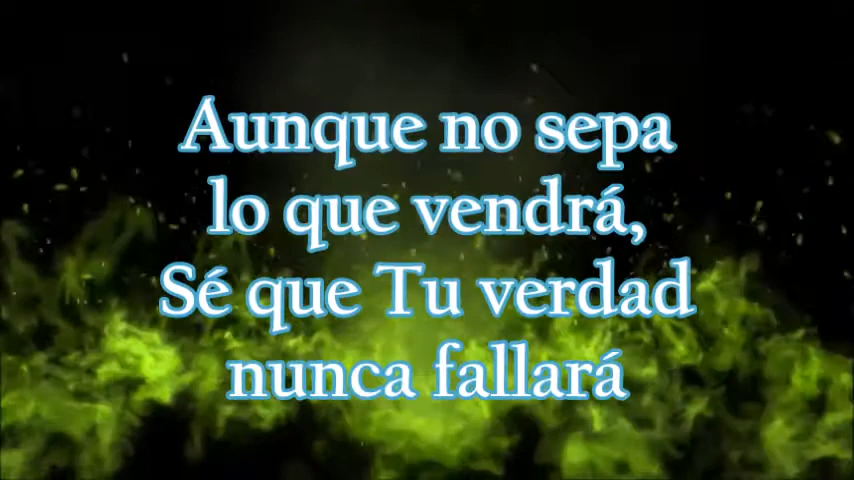 Aunque no sepa
lo que vendrá,
Sé que Tu verdad
nunca fallará